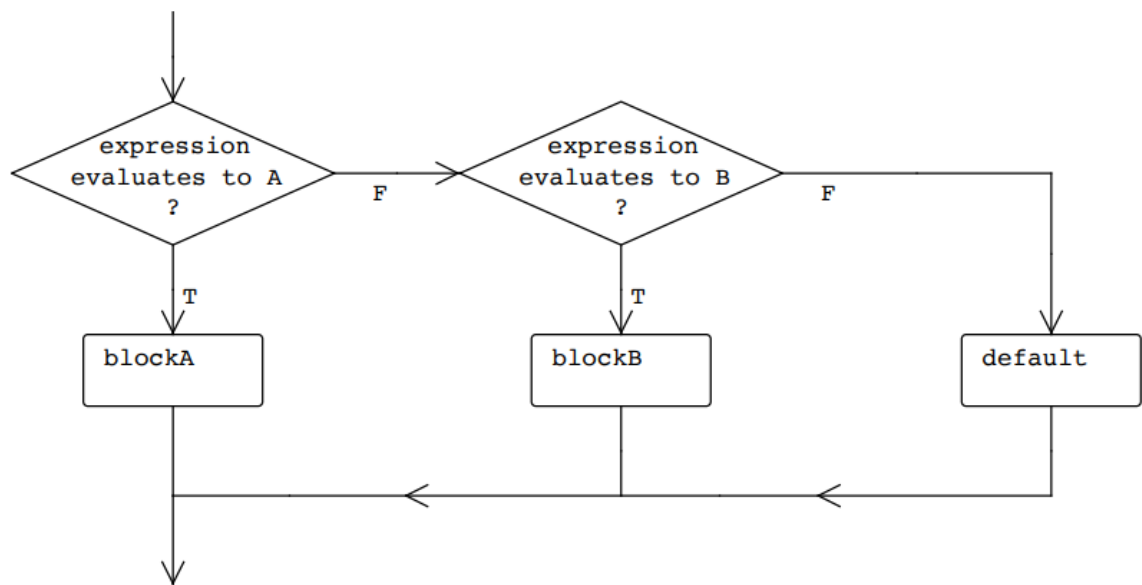 expression
evaluates to A
?
F
expression
evaluates to B
?
F
T
T
blockA
blockB
default